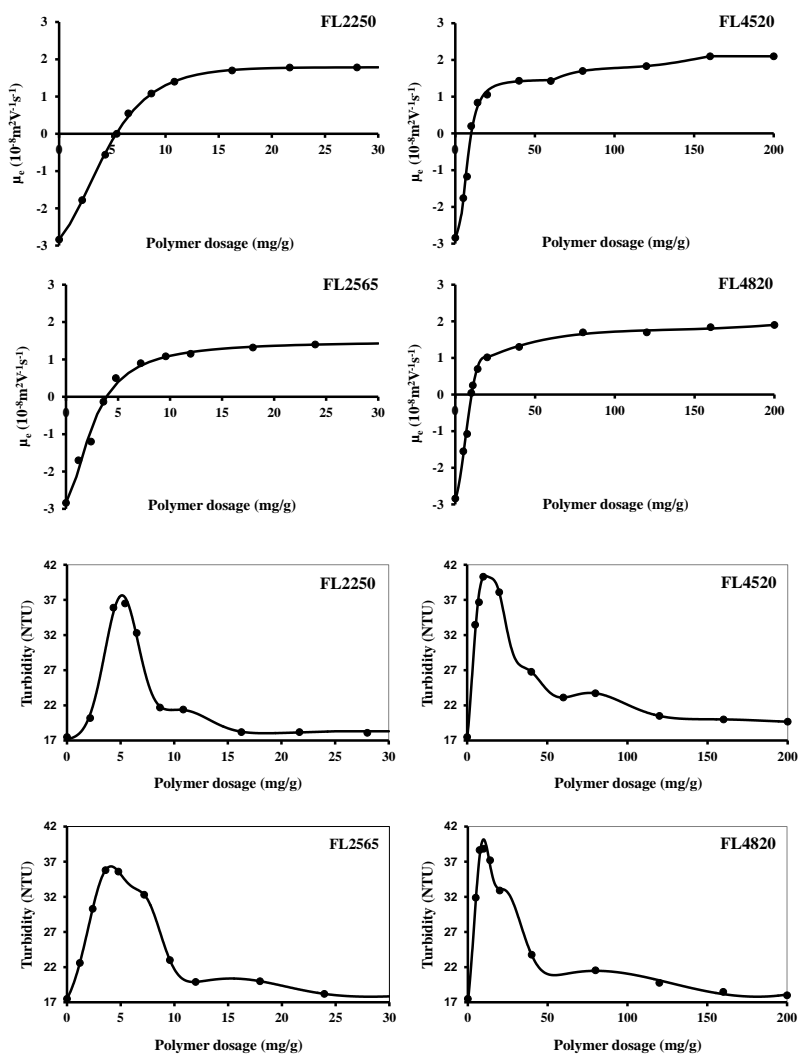 FL2250
3
2
1
0
-1
-2
-3
0 5 10 15 20 25 30
μe (10-8m2V-1s-1)
Polymer dosage (mg/g)
FL4520
3
2
1
0
-1
-2
-3
0 50 100 150 200
μe (10-8m2V-1s-1)
Polymer dosage (mg/g)
FL2565
3
2
1
0
-1
-2
-3
0 5 10 15 20 25 30
μe (10-8m2V-1s-1)
Polymer dosage (mg/g)
FL4820
3
2
1
0
-1
-2
-3
0 50 100 150 200
μe (10-8m2V-1s-1)
Polymer dosage (mg/g)
FL2250
42
37
32
27
22
17
0 5 10 15 20 25 30
Turbidity (NTU)
Polymer dosage (mg/g)
FL4520
42
37
32
27
22
17
0 50 100 150 200
Turbidity (NTU)
Polymer dosage (mg/g)
FL2565
42
37
32
27
22
17
0 5 10 15 20 25 30
Turbidity (NTU)
Polymer dosage (mg/g)
FL4820
42
37
32
27
22
17
0 50 100 150 200
Turbidity (NTU)
Polymer dosage (mg/g)